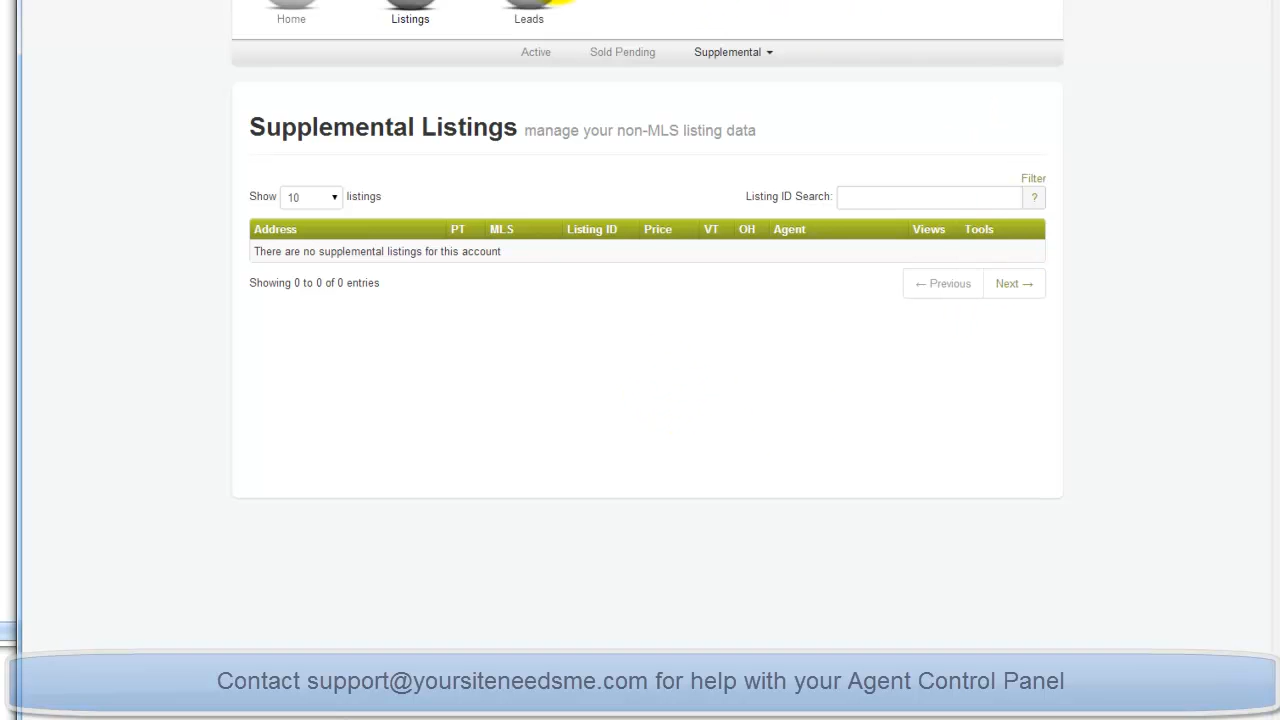 Home Listings Leads
Active Sold Pending Supplemental
Supplemental Listings manage your non-MLS listing data
Filter
Show 10 listings Listing ID Search: ?
Address PT MLS Listing ID Price VT OH Agent Views Tools
There are no supplemental listings for this account
Showing 0 to 0 of 0 entries ← Previous Next →
Contact support@yoursiteneedsme.com for help with your Agent Control Panel